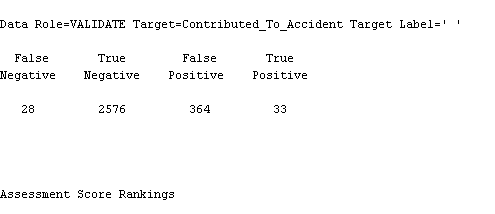 Data Role=VALIDATE Target=Contributed_To_Accident Target Label=' '
False True False True
Negative Negative Positive Positive
28 2576 364 33
Assessment Score Rankings